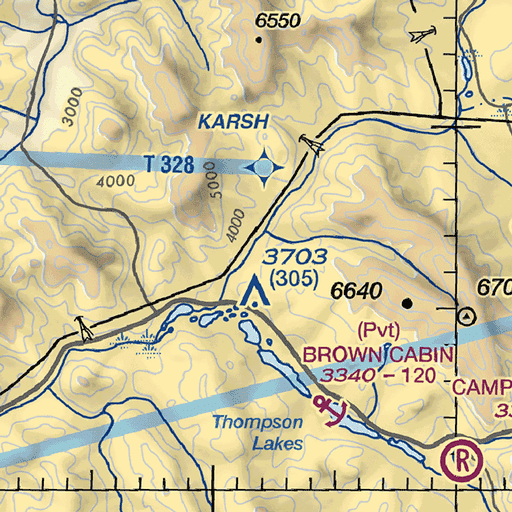 6550
3000
KARSH
T 328
4000
5000
4000
3703
(305)
6640
670
(Pvt)
BROWN CABIN
3340 - 120
CAMP
Thompson
Lakes
R